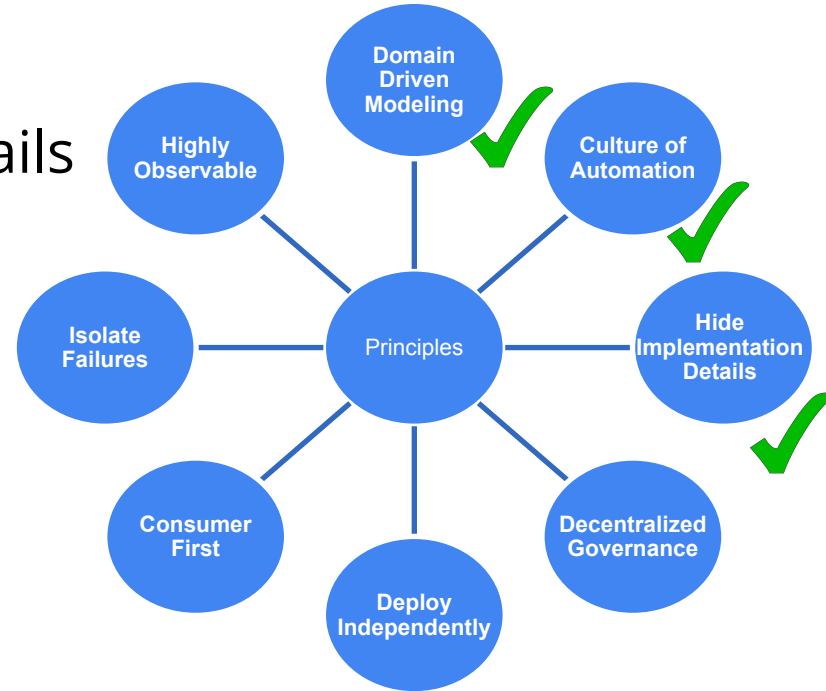 ails
Domain
Driven
Modeling
Culture of
Automation
Hide
Implementation
Details
Decentralized
Governance
Deploy
Independently
Consumer
First
Isolate
Failures
Highly
Observable
Principles